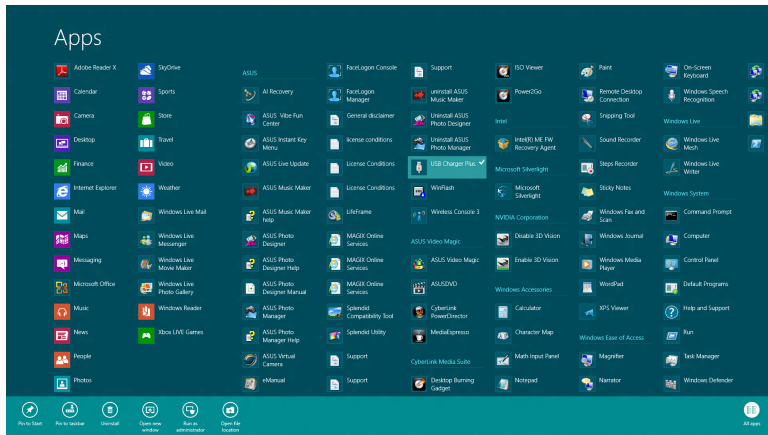 Apps
Adobe Reader X
Calendar
Camera
Desktop
Finance
Internet Explorer
Mail
Maps
Messaging
Microsoft Office
Music
News
People
Photos
SkyDrive
Sports
Store
Travel
Video
Weather
Windows Live Mail
Windows Live
Messenger
Windows Live
Movie Maker
Windows Live
Photo Gallery
Windows Reader
Xbox LIVE Games
ASUS
AI Recovery
ASUS Vibe Fun
Center
ASUS Instant Key
Menu
ASUS Live Update
ASUS Music Maker
ASUS Music Maker
help
ASUS Photo
Designer
ASUS Photo
Designer Help
ASUS Photo
Designer Manual
ASUS Photo
Manager
ASUS Photo
Manager Help
ASUS Virtual
Camera
eManual
FaceLogon Console
FaceLogon
Manager
General disclaimer
license conditions
License Conditions
License Conditions
LifeFrame
MAGIX Online
Services
MAGIX Online
Services
MAGIX Online
Services
Splendid
Compatibility Tool
Splendid Utility
Support
Support
Support
uninstall ASUS
Music Maker
Uninstall ASUS
Photo Designer
Uninstall ASUS
Photo Manager
USB Charger Plus
WinFlash
Wireless Console 3
ASUS Video Magic
ASUS Video Magic
ASUSDVD
CyberLink
PowerDirector
MediaEspresso
CyberLink Media Suite
Desktop Burning
Gadget
ISO Viewer
Power2Go
Intel
Intel(R) ME FW
Recovery Agent
Microsoft Silverlight
Microsoft
Silverlight
NVIDIA Corporation
Disable 3D Vision
Enable 3D Vision
Windows Accessories
Calculator
Character Map
Math Input Panel
Notepad
Paint
Remote Desktop
Connection
Snipping Tool
Sound Recorder
Steps Recorder
Sticky Notes
Windows Fax and
Scan
Windows Journal
Windows Media
Player
WordPad
XPS Viewer
Windows Ease of Access
Magnifier
Narrator
On-Screen
Keyboard
Windows Speech
Recognition
Windows Live
Windows Live
Mesh
Windows Live
Writer
Windows System
Command Prompt
Computer
Control Panel
Default Programs
Help and Support
Run
Task Manager
Windows Defender
Pin to Start
Pin to taskbar
Uninstall
Open new
window
Run as
administrator
Open file
location
All apps